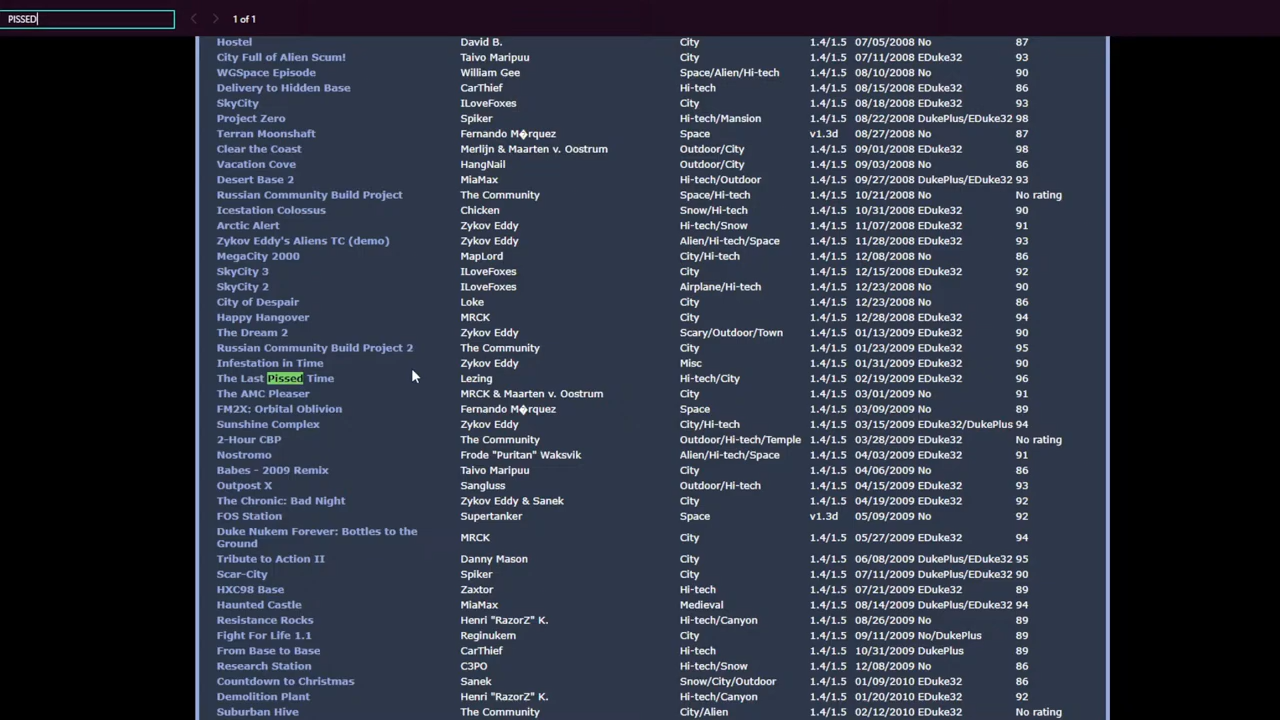 PISSED
1 of 1
Hostel David B. City 1.4/1.5 07/05/2008 No 87
City Full of Alien Scum! Taivo Maripuu City 1.4/1.5 07/11/2008 EDuke32 93
WGSpace Episode William Gee Space/Alien/Hi-tech 1.4/1.5 08/10/2008 No 90
Delivery to Hidden Base CarThief Hi-tech 1.4/1.5 08/15/2008 EDuke32 86
SkyCity ILoveFoxes City 1.4/1.5 08/18/2008 EDuke32 93
Project Zero Spiker Hi-tech/Mansion 1.4/1.5 08/22/2008 DukePlus/EDuke32 98
Terran Moonshaft Fernando M�rquez Space v1.3d 08/27/2008 No 87
Clear the Coast Merlijn & Maarten v. Oostrum Outdoor/City 1.4/1.5 09/01/2008 EDuke32 98
Vacation Cove HangNail Outdoor/City 1.4/1.5 09/03/2008 No 86
Desert Base 2 MiaMax Hi-tech/Outdoor 1.4/1.5 09/27/2008 DukePlus/EDuke32 93
Russian Community Build Project The Community Space/Hi-tech 1.4/1.5 10/21/2008 No No rating
Icestation Colossus Chicken Snow/Hi-tech 1.4/1.5 10/31/2008 EDuke32 90
Arctic Alert Zykov Eddy Hi-tech/Snow 1.4/1.5 11/07/2008 EDuke32 91
Zykov Eddy's Aliens TC (demo) Zykov Eddy Alien/Hi-tech/Space 1.4/1.5 11/28/2008 EDuke32 93
MegaCity 2000 MapLord City/Hi-tech 1.4/1.5 12/08/2008 No 86
SkyCity 3 ILoveFoxes City 1.4/1.5 12/15/2008 EDuke32 92
SkyCity 2 ILoveFoxes Airplane/Hi-tech 1.4/1.5 12/23/2008 No 90
City of Despair Loke City 1.4/1.5 12/23/2008 No 86
Happy Hangover MRCK City 1.4/1.5 12/28/2008 EDuke32 94
The Dream 2 Zykov Eddy Scary/Outdoor/Town 1.4/1.5 01/13/2009 EDuke32 90
Russian Community Build Project 2 The Community City 1.4/1.5 01/23/2009 EDuke32 95
Infestation in Time Zykov Eddy Misc 1.4/1.5 01/31/2009 EDuke32 90
The Last Pissed Time Lezing Hi-tech/City 1.4/1.5 02/19/2009 EDuke32 96
The AMC Pleaser MRCK & Maarten v. Oostrum City 1.4/1.5 03/01/2009 No 91
FM2X: Orbital Oblivion Fernando M�rquez Space 1.4/1.5 03/09/2009 No 89
Sunshine Complex Zykov Eddy City/Hi-tech 1.4/1.5 03/15/2009 EDuke32/DukePlus 94
2-Hour CBP The Community Outdoor/Hi-tech/Temple 1.4/1.5 03/28/2009 EDuke32 No rating
Nostromo Frode "Puritan" Waksvik Alien/Hi-tech/Space 1.4/1.5 04/03/2009 EDuke32 91
Babes - 2009 Remix Taivo Maripuu City 1.4/1.5 04/06/2009 No 86
Outpost X Sangluss Outdoor/Hi-tech 1.4/1.5 04/15/2009 EDuke32 93
The Chronic: Bad Night Zykov Eddy & Sanek City 1.4/1.5 04/19/2009 EDuke32 92
FOS Station Supertanker Space v1.3d 05/09/2009 No 92
Duke Nukem Forever: Bottles to the
Ground MRCK City 1.4/1.5 05/27/2009 EDuke32 94
Tribute to Action II Danny Mason City 1.4/1.5 06/08/2009 DukePlus/EDuke32 95
Scar-City Spiker City 1.4/1.5 07/11/2009 DukePlus/EDuke32 90
HXC98 Base Zaxtor Hi-tech 1.4/1.5 07/21/2009 EDuke32 89
Haunted Castle MiaMax Medieval 1.4/1.5 08/14/2009 DukePlus/EDuke32 94
Resistance Rocks Henri "RazorZ" K. Hi-tech/Canyon 1.4/1.5 08/26/2009 No 89
Fight For Life 1.1 Reginukem City 1.4/1.5 09/11/2009 No/DukePlus 89
From Base to Base CarThief Hi-tech 1.4/1.5 10/31/2009 DukePlus 89
Research Station C3PO Hi-tech/Snow 1.4/1.5 12/08/2009 No 86
Countdown to Christmas Sanek Snow/City/Outdoor 1.4/1.5 01/09/2010 EDuke32 86
Demolition Plant Henri "RazorZ" K. Hi-tech/Canyon 1.4/1.5 01/20/2010 EDuke32 92
Suburban Hive The Community City/Alien 1.4/1.5 02/12/2010 EDuke32 No rating